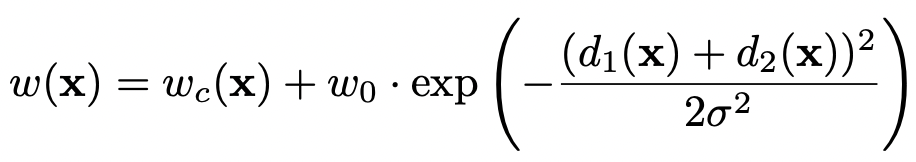 w(𝐱) = w_c(𝐱) + w_0 · exp(−(d_1(𝐱) + d_2(𝐱))^2 / 2σ^2)